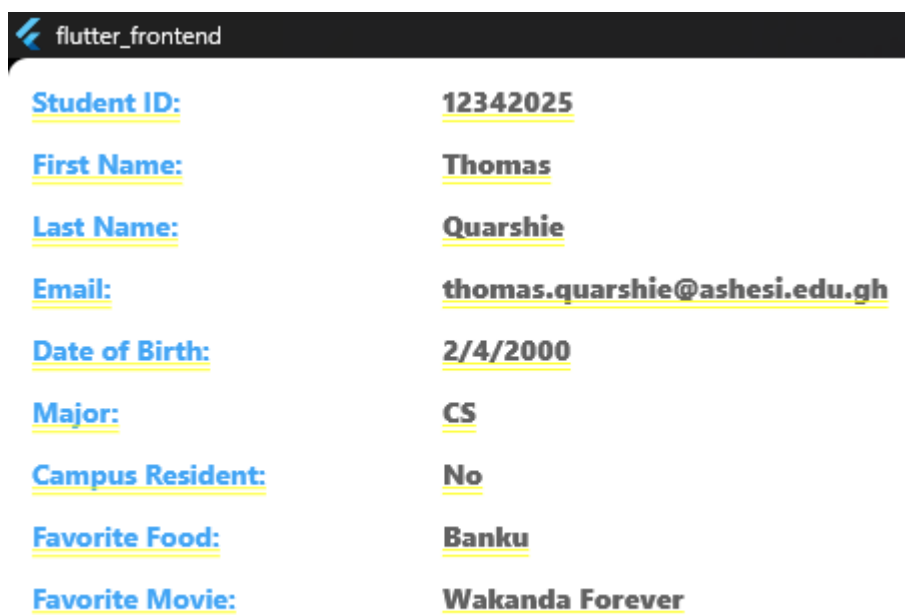 flutter_frontend
Student ID: 12342025
First Name: Thomas
Last Name: Quarshie
Email: thomas.quarshie@ashesi.edu.gh
Date of Birth: 2/4/2000
Major: CS
Campus Resident: No
Favorite Food: Banku
Favorite Movie: Wakanda Forever